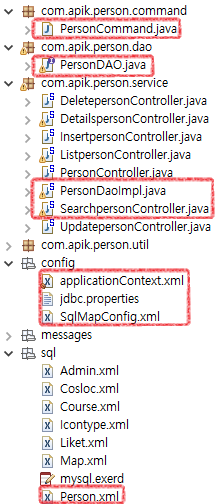 com.apik.person.command
PersonCommand.java
com.apik.person.dao
PersonDAO.java
com.apik.person.service
DeletepersonController.java
DetailspersonController.java
InsertpersonController.java
ListpersonController.java
PersonController.java
PersonDaoImpl.java
SearchpersonController.java
UpdatepersonController.java
com.apik.person.util
config
applicationContext.xml
jdbc.properties
SqlMapConfig.xml
messages
sql
Admin.xml
Cosloc.xml
Course.xml
Icontype.xml
Liket.xml
Map.xml
mysql.exerd
Person.xml